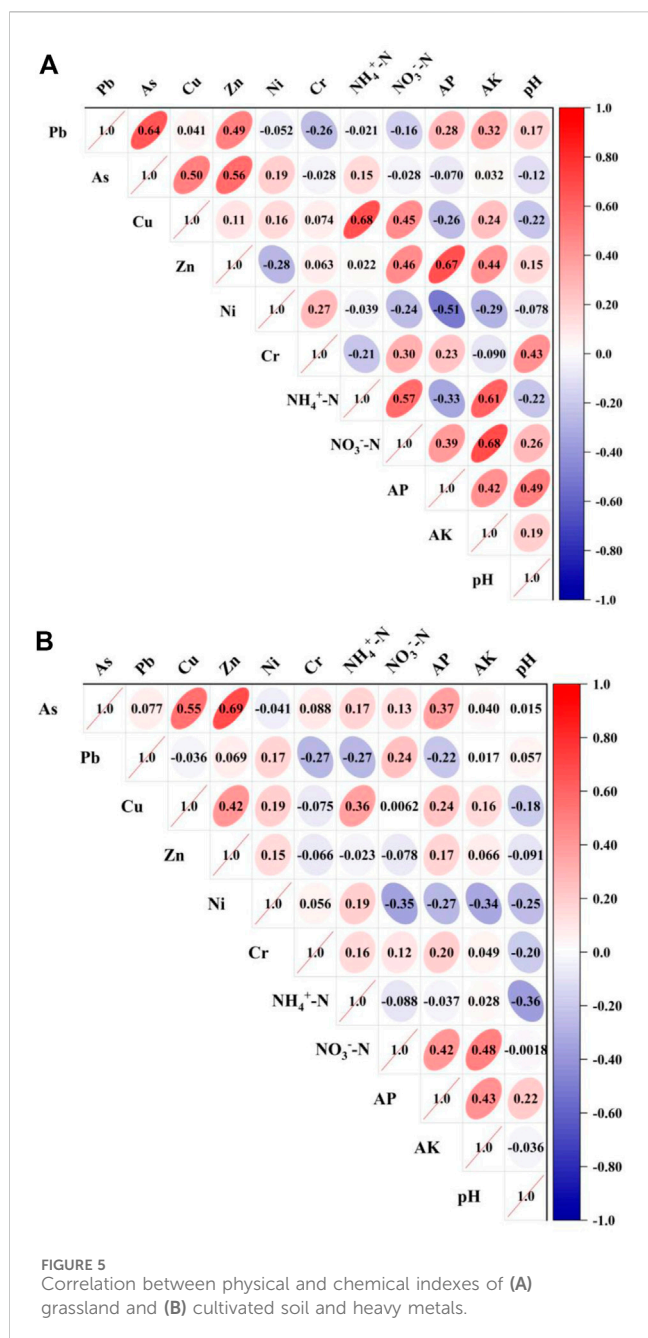 A
Pb As Cu Zn Ni Cr NH₄⁺-N NO₃⁻-N AP AK pH
Pb 1.0 0.64 0.041 0.49 -0.052 -0.26 -0.021 -0.16 0.28 0.32 0.17
As 1.0 0.50 0.56 0.19 -0.028 0.15 -0.028 -0.070 0.032 -0.12
Cu 1.0 0.11 0.16 0.074 0.68 0.45 -0.26 0.24 -0.22
Zn 1.0 -0.28 0.063 0.022 0.46 0.67 0.44 0.15
Ni 1.0 0.27 -0.039 -0.24 -0.51 -0.29 -0.078
Cr 1.0 -0.21 0.30 0.23 -0.090 0.43
NH₄⁺-N 1.0 0.57 -0.33 0.61 -0.22
NO₃⁻-N 1.0 0.39 0.68 0.26
AP 1.0 0.42 0.49
AK 1.0 0.19
pH 1.0
1.0
0.80
0.60
0.40
0.20
0.0
-0.20
-0.40
-0.60
-0.80
-1.0
B
As Pb Cu Zn Ni Cr NH₄⁺-N NO₃⁻-N AP AK pH
As 1.0 0.077 0.55 0.69 -0.041 0.088 0.17 0.13 0.37 0.040 0.015
Pb 1.0 -0.036 0.069 0.17 -0.27 -0.27 0.24 -0.22 0.017 0.057
Cu 1.0 0.42 0.19 -0.075 0.36 0.0062 0.24 0.16 -0.18
Zn 1.0 0.15 -0.066 -0.023 -0.078 0.17 0.066 -0.091
Ni 1.0 0.056 0.19 -0.35 -0.27 -0.34 -0.25
Cr 1.0 0.16 0.12 0.20 0.049 -0.20
NH₄⁺-N 1.0 -0.088 -0.037 0.028 -0.36
NO₃⁻-N 1.0 0.42 0.48 -0.0018
AP 1.0 0.43 0.22
AK 1.0 -0.036
pH 1.0
1.0
0.80
0.60
0.40
0.20
0.0
-0.20
-0.40
-0.60
-0.80
-1.0
FIGURE 5
Correlation between physical and chemical indexes of (A)
grassland and (B) cultivated soil and heavy metals.